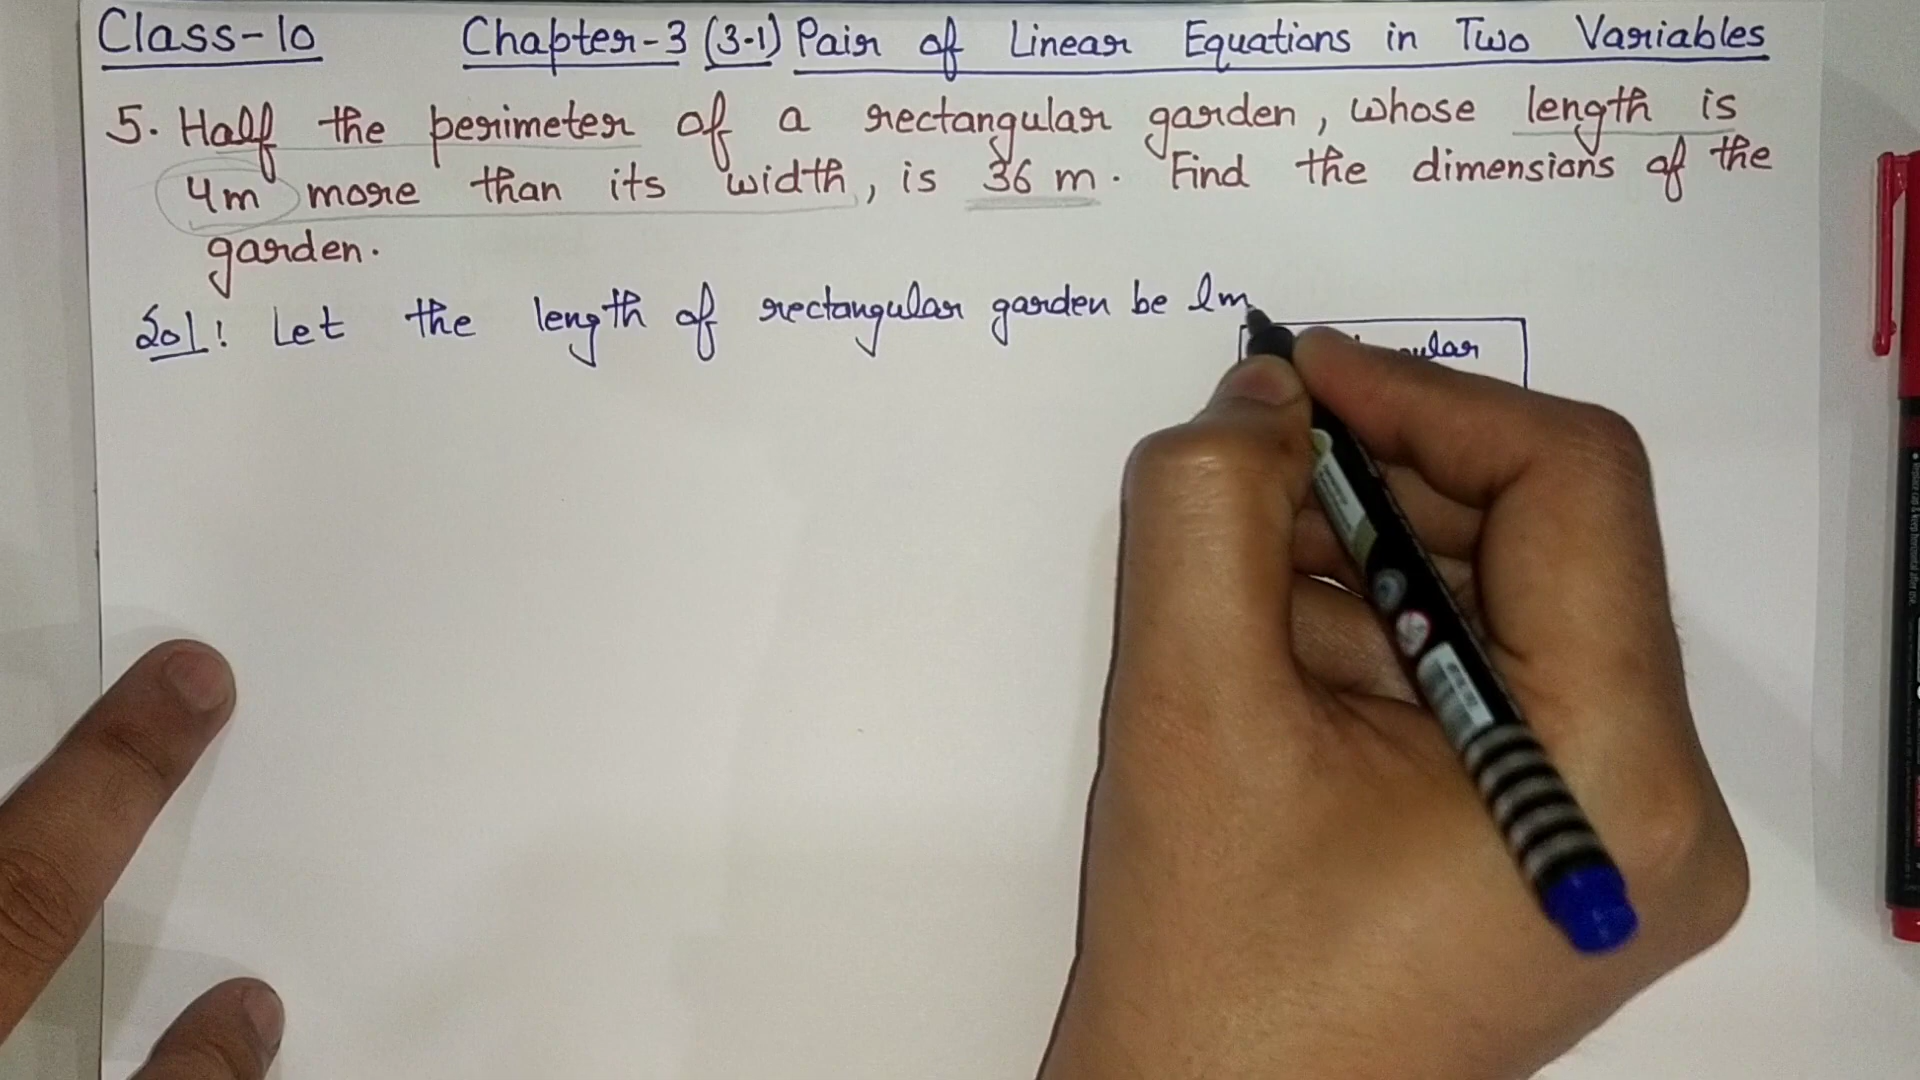 Class-10 Chapter-3 (3.1) Pair of Linear Equations in Two Variables
5. Half the perimeter of a rectangular garden, whose length is
4m more than its width, is 36 m. Find the dimensions of the
garden.
Sol: Let the length of rectangular garden be lm